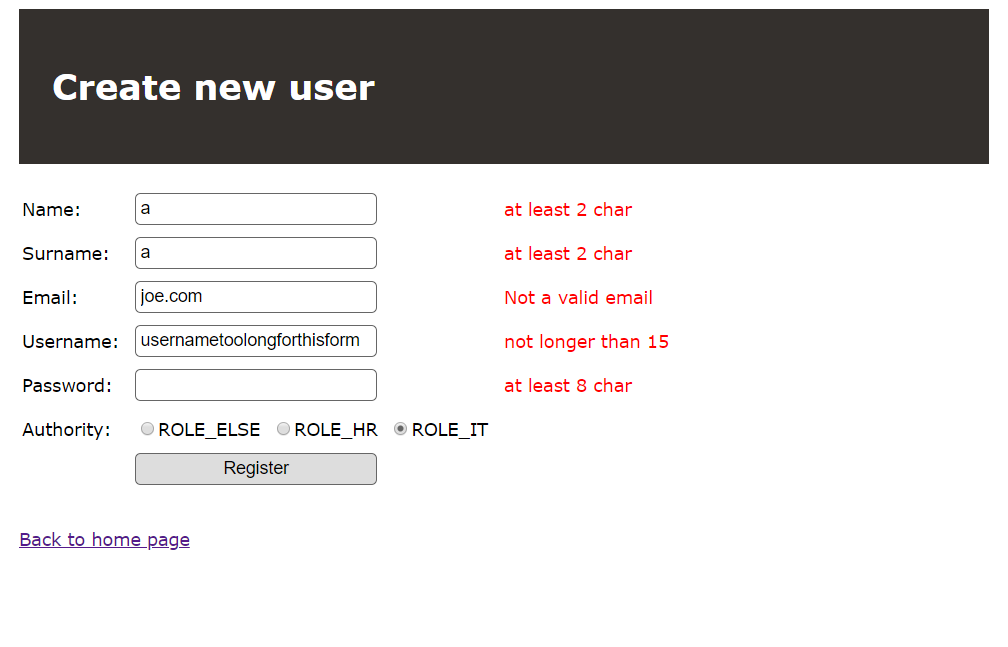 Create new user
Name: a at least 2 char
Surname: a at least 2 char
Email: joe.com Not a valid email
Username: usernametoolongforthisform not longer than 15
Password: at least 8 char
Authority: ROLE_ELSE ROLE_HR ROLE_IT
Register
Back to home page